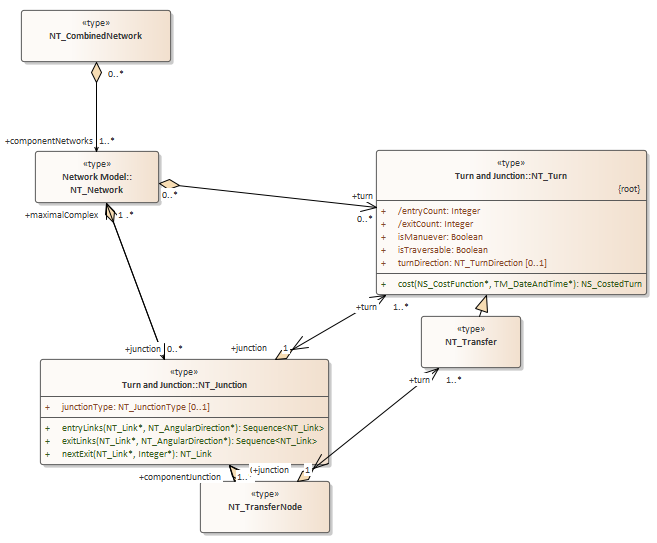 «type»
NT_CombinedNetwork
0..*
+componentNetworks 1..*
«type»
Network Model::
NT_Network
0..*
+turn
0..*
+maximalComplex 1..*
«type»
Turn and Junction::NT_Turn
{root}
+ /entryCount: Integer
+ /exitCount: Integer
+ isManuever: Boolean
+ isTraversable: Boolean
+ turnDirection: NT_TurnDirection [0..1]
+ cost(NS_CostFunction*, TM_DateAndTime*): NS_CostedTurn
+turn 1..*
+junction 0..*
+junction 1
«type»
NT_Transfer
+turn 1..*
«type»
Turn and Junction::NT_Junction
+ junctionType: NT_JunctionType [0..1]
+ entryLinks(NT_Link*, NT_AngularDirection*): Sequence<NT_Link>
+ exitLinks(NT_Link*, NT_AngularDirection*): Sequence<NT_Link>
+ nextExit(NT_Link*, Integer*): NT_Link
+junction 1
+componentJunction 1..
«type»
NT_TransferNode